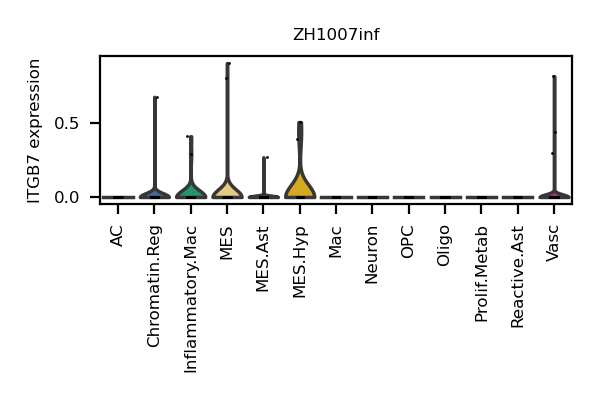 ZH1007inf
ITGB7 expression
0.5
0.0
AC
Chromatin.Reg
Inflammatory.Mac
MES
MES.Ast
MES.Hyp
Mac
Neuron
OPC
Oligo
Prolif.Metab
Reactive.Ast
Vasc